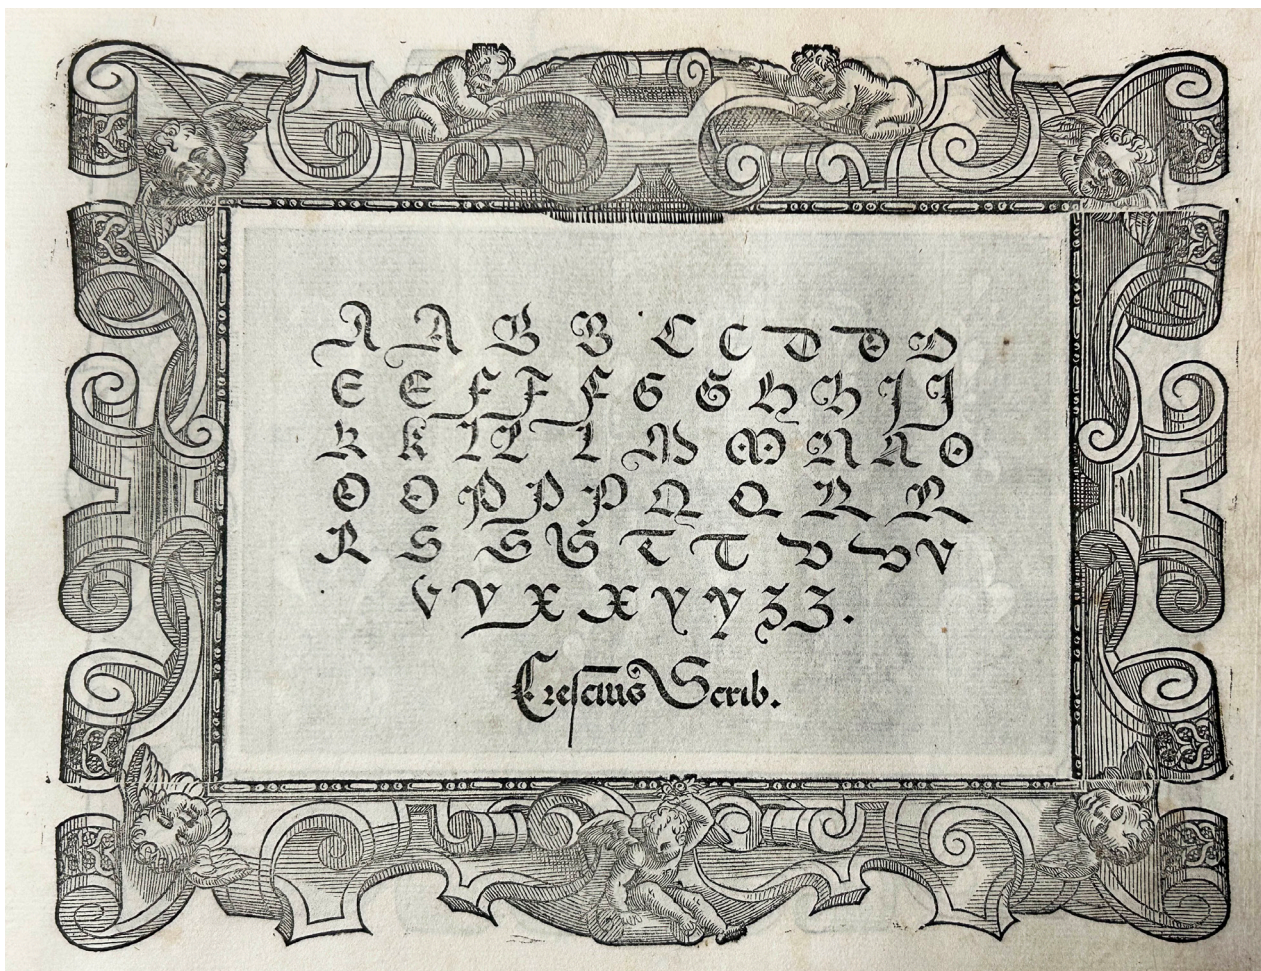 A A B B C C D D D
E E F F F G G H H I I
K K L L L M M N N O
O O P P P Q Q R R
R S S S T T V V V
V V X X Y Y Z Z.
Creſcius Scrib.